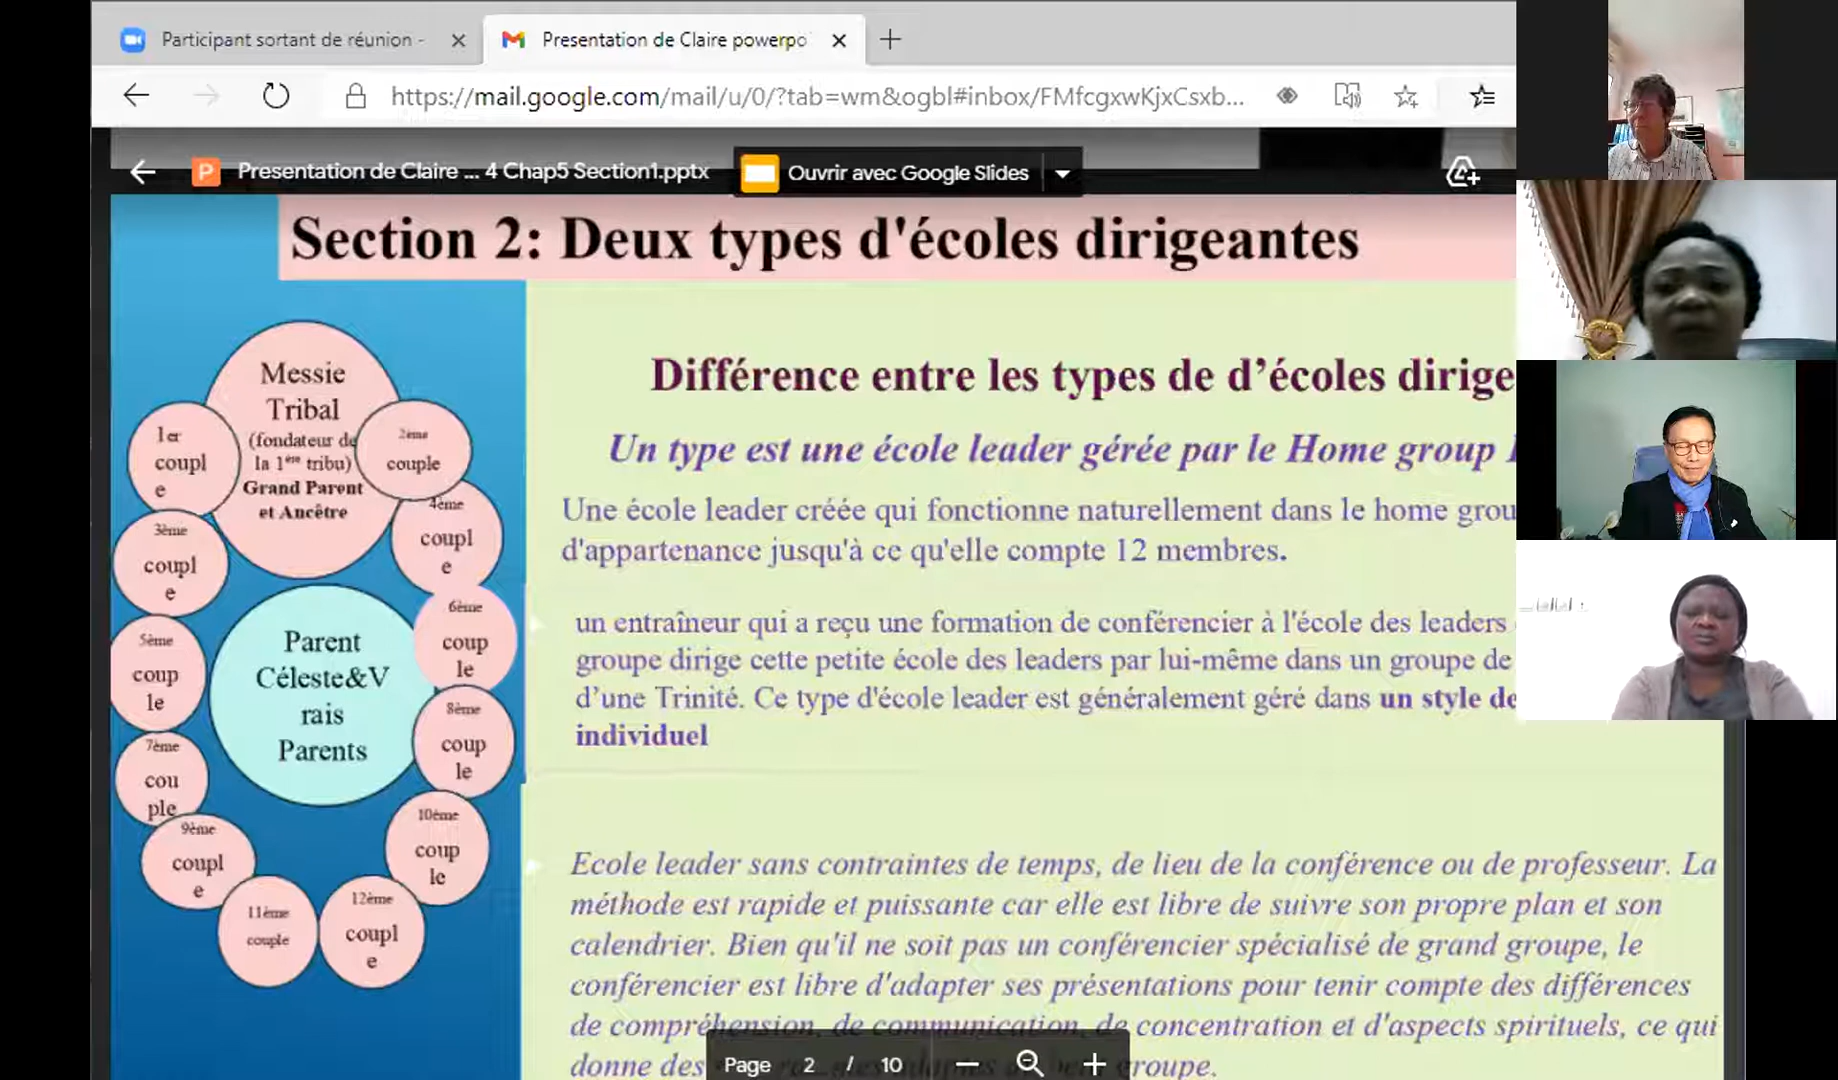 Participant sortant de réunion -
Presentation de Claire powerpo
https://mail.google.com/mail/u/0/?tab=wm&ogbl#inbox/FMfcgxwKjxCsxb...
Presentation de Claire ... 4 Chap5 Section1.pptx
Ouvrir avec Google Slides
Section 2: Deux types d'écoles dirigeantes
Messie
Tribal
(fondateur de
la 1ère tribu)
Grand Parent
et Ancêtre
1er
coupl
e
2ème
couple
3ème
coupl
e
4ème
coupl
e
5ème
coup
le
6ème
coup
le
Parent
Céleste&V
rais
Parents
7ème
cou
ple
8ème
coup
le
9ème
coupl
e
10ème
coup
le
11ème
couple
12ème
coupl
e
Différence entre les types de d’écoles dirige
Un type est une école leader gérée par le Home group
Une école leader créée qui fonctionne naturellement dans le home grou
d'appartenance jusqu'à ce qu'elle compte 12 membres.
un entraîneur qui a reçu une formation de conférencier à l'école des leaders
groupe dirige cette petite école des leaders par lui-même dans un groupe de
d’une Trinité. Ce type d'école leader est généralement géré dans un style de
individuel
Ecole leader sans contraintes de temps, de lieu de la conférence ou de professeur. La
méthode est rapide et puissante car elle est libre de suivre son propre plan et son
calendrier. Bien qu'il ne soit pas un conférencier spécialisé de grand groupe, le
conférencier est libre d'adapter ses présentations pour tenir compte des différences
de compréhension, de communication, de concentration et d'aspects spirituels, ce qui
donne des groupe.
Page 2 / 10